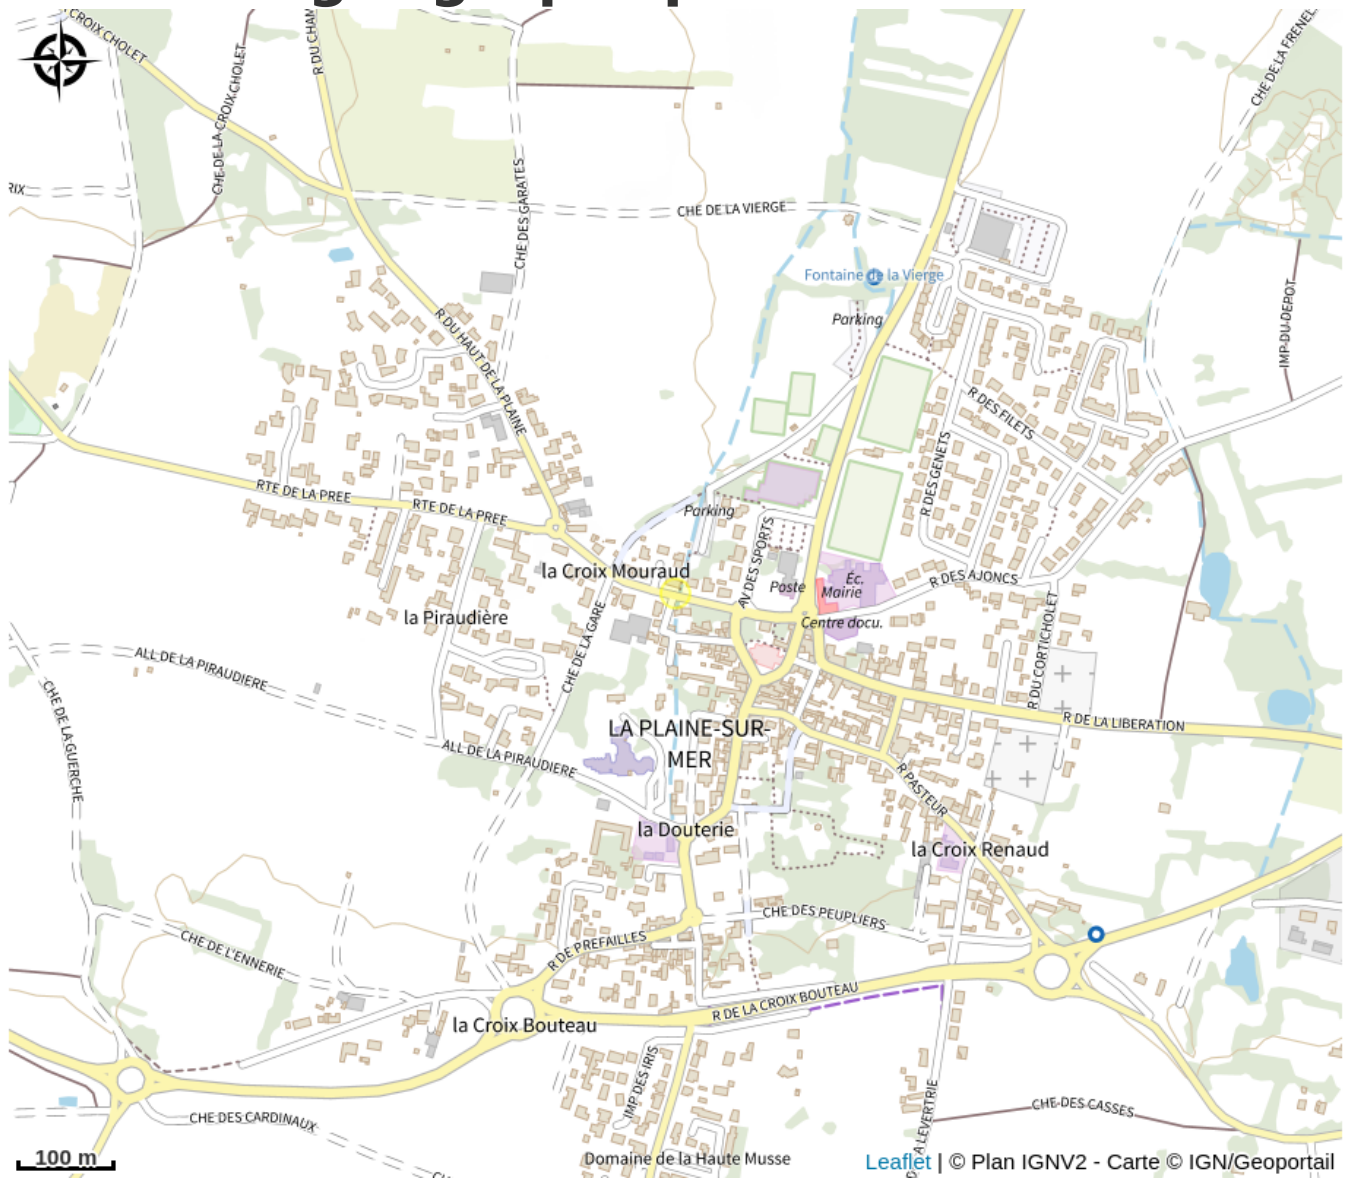 CROIX CHOLET
R DU CHAM
CHE DE LA CROIX CHOLET
CHE DE LA FRENEL
CHE DES GARATES
RIX
CHE DE LA VIERGE
Fontaine de la Vierge
Parking
IMP DU DEPOT
R DU HAUT DE LA PLAINE
R DES FILETS
R DES GENETS
RTE DE LA PREE
RTE DE LA PREE
Parking
AV DES SPORTS
la Croix Mouraud
Poste
Éc.
Mairie
R DES AJONCS
la Piraudière
Centre docu.
CHE DE LA GARE
R DU CORTICHOLET
ALL DE LA PIRAUDIERE
CHE DE LA GUERCHE
LA PLAINE-SUR-
MER
R DE LA LIBERATION
ALL DE LA PIRAUDIERE
R PASTEUR
la Douterie
la Croix Renaud
CHE DES PEUPLIERS
CHE DE L'ENNERIE
R DE PREFAILLES
R DE LA CROIX BOUTEAU
la Croix Bouteau
IMP DES IRIS
CHE DES CARDINAUX
CHE DES CASSES
A LEVERTRIE
100 m
Domaine de la Haute Musse
Leaflet | © Plan IGNV2 - Carte © IGN/Geoportail